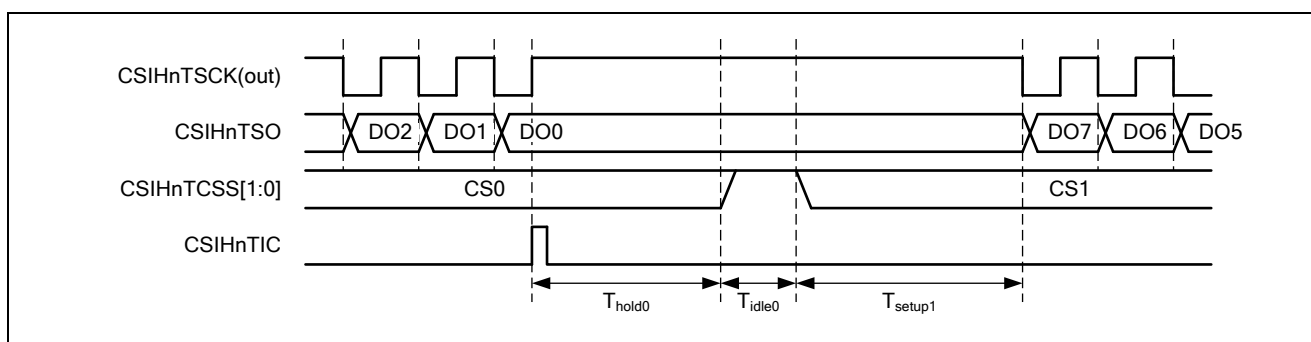 CSIHnTSCK(out)
CSIHnTSO DO2 DO1 DO0 DO7 DO6 DO5
CSIHnTCSS[1:0] CS0 CS1
CSIHnTIC
Thold0 Tidle0 Tsetup1